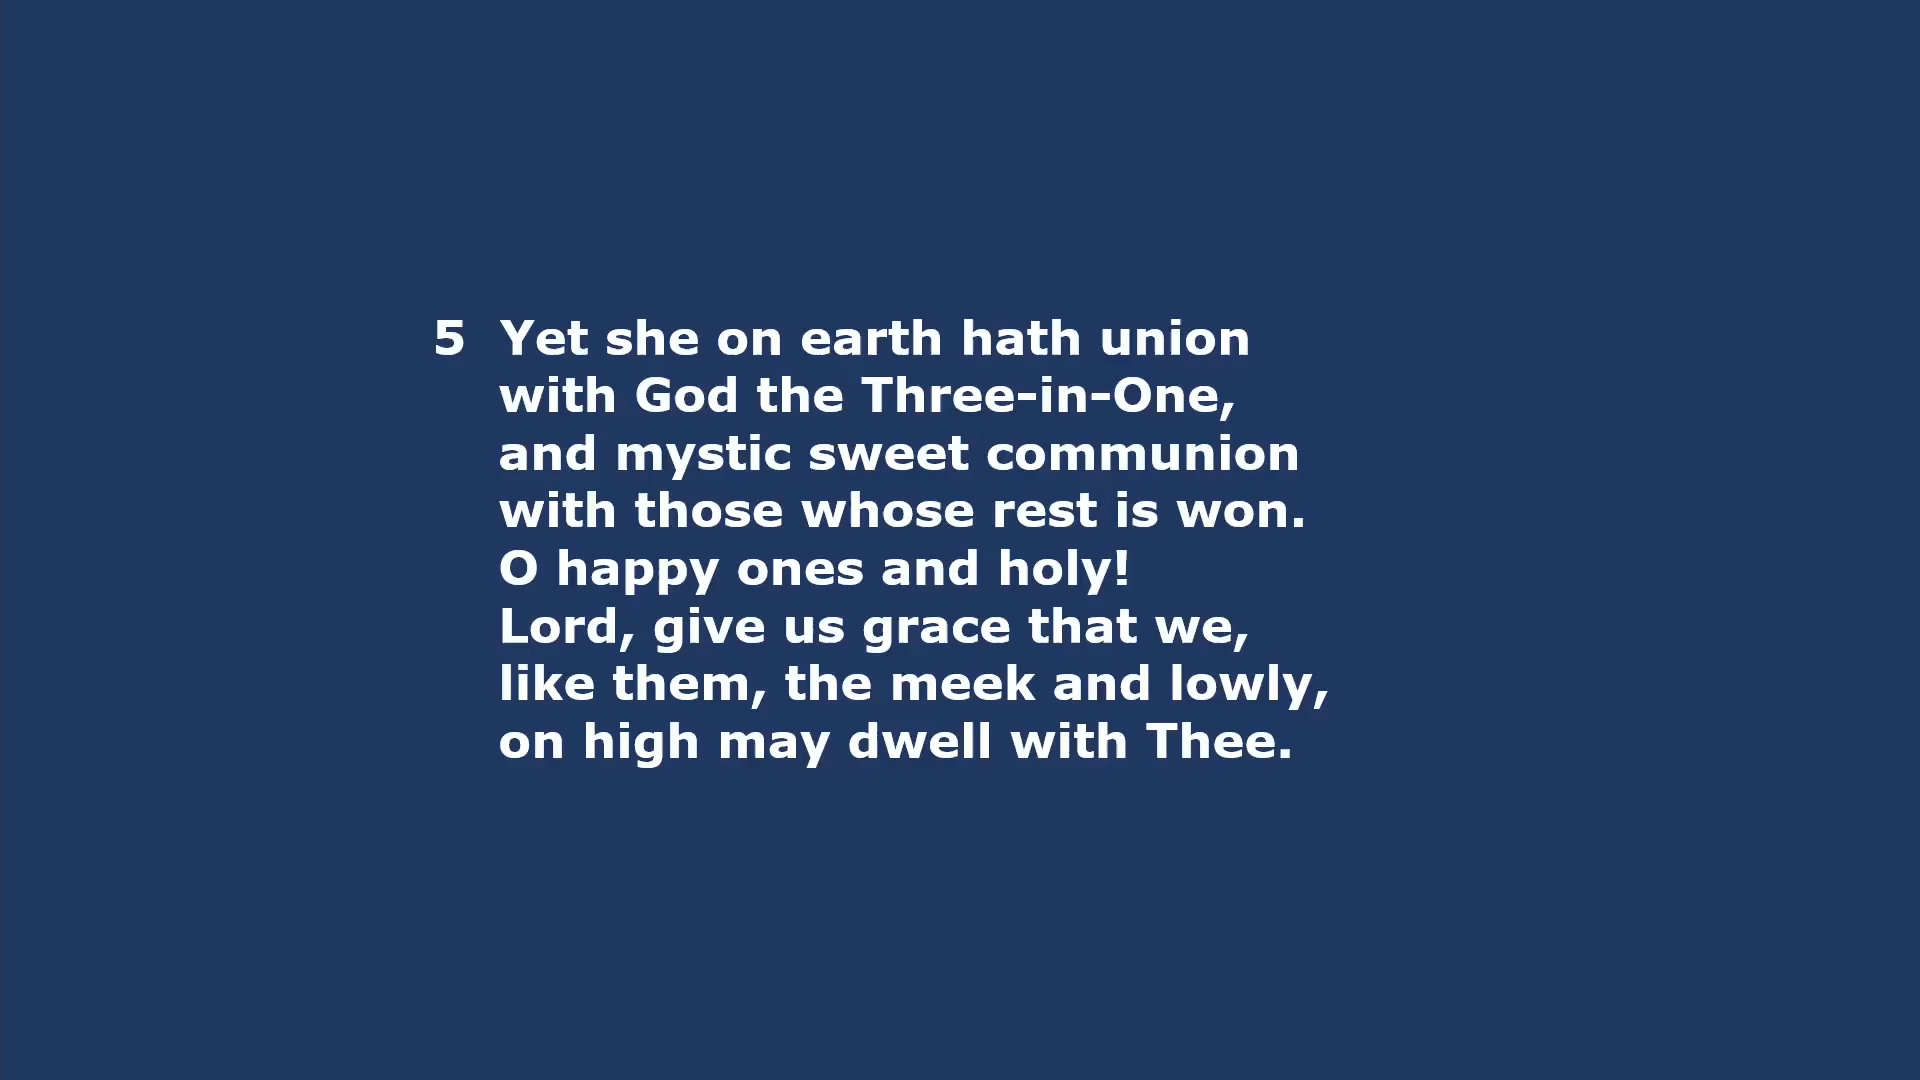 5 Yet she on earth hath union
with God the Three-in-One,
and mystic sweet communion
with those whose rest is won.
O happy ones and holy!
Lord, give us grace that we,
like them, the meek and lowly,
on high may dwell with Thee.